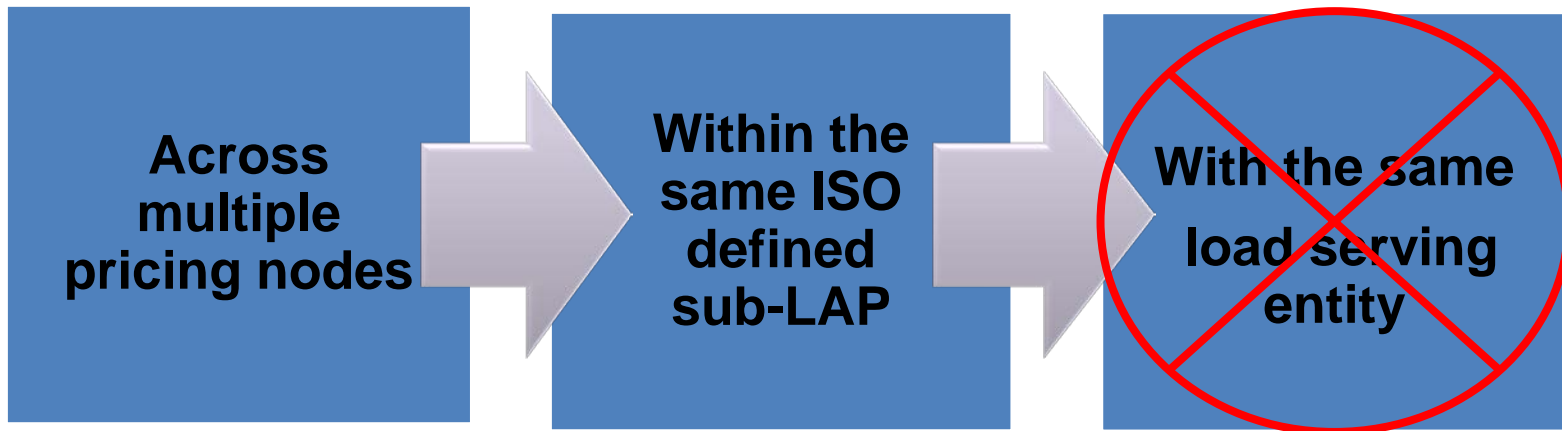 Across
multiple
pricing nodes
Within the
same ISO
defined
sub-LAP
With the same
load serving
entity